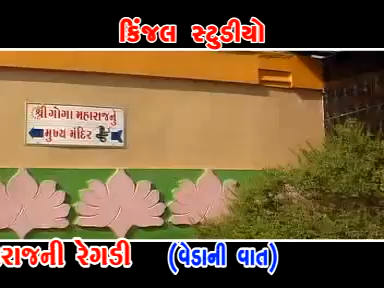 કિંજલ સ્ટુડીયો
શ્રી ગોગા મહારાજનું
મુખ્ય મંદિર
રાજની રેગડી (વેડાની વાત)